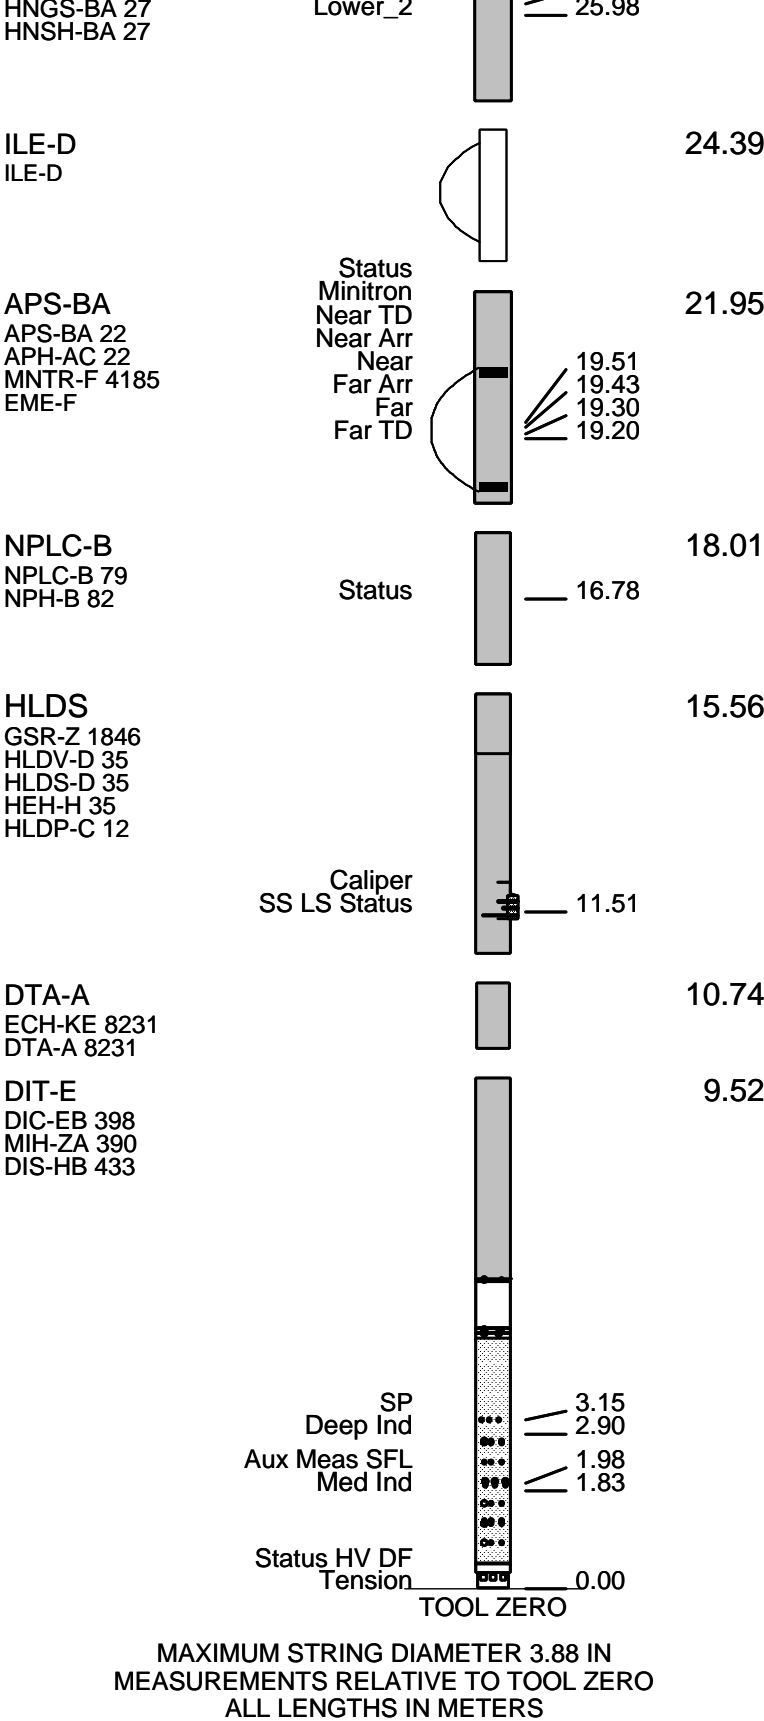 HNGS-BA 27
HNSH-BA 27
Lower_2
25.98
ILE-D
ILE-D
24.39
APS-BA
APS-BA 22
APH-AC 22
MNTR-F 4185
EME-F
Status
Minitron
Near TD
Near Arr
Near
Far Arr
Far
Far TD
19.51
19.43
19.30
19.20
21.95
NPLC-B
NPLC-B 79
NPH-B 82
Status
16.78
18.01
HLDS
GSR-Z 1846
HLDV-D 35
HLDS-D 35
HEH-H 35
HLDP-C 12
Caliper
SS LS Status
11.51
15.56
DTA-A
ECH-KE 8231
DTA-A 8231
10.74
DIT-E
DIC-EB 398
MIH-ZA 390
DIS-HB 433
9.52
SP
Deep Ind
Aux Meas SFL
Med Ind
3.15
2.90
1.98
1.83
Status HV DF
Tension
0.00
TOOL ZERO
MAXIMUM STRING DIAMETER 3.88 IN
MEASUREMENTS RELATIVE TO TOOL ZERO
ALL LENGTHS IN METERS